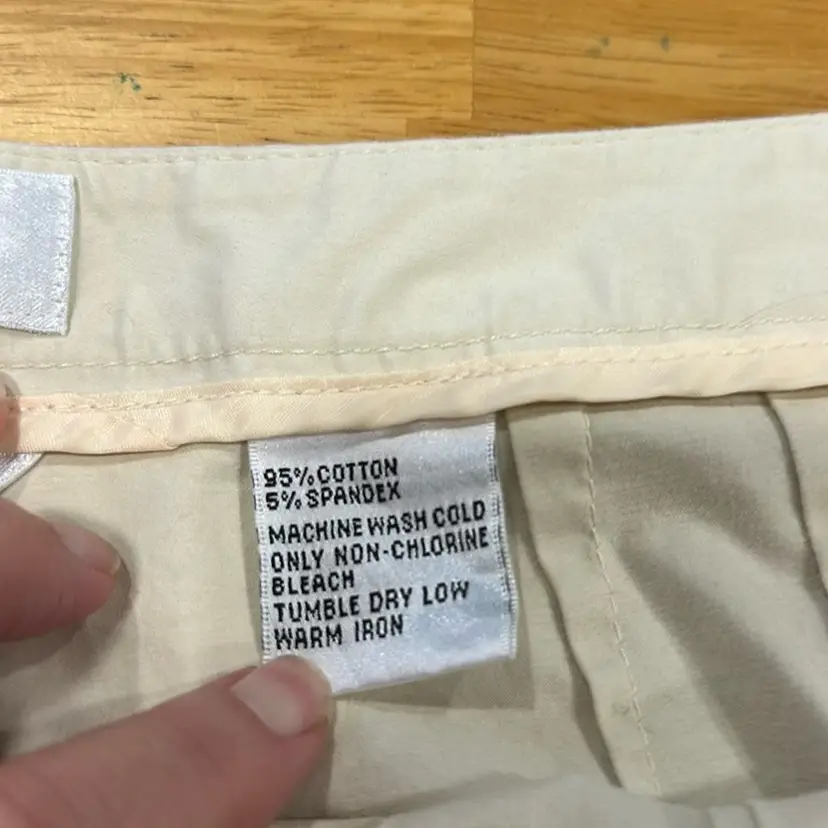 95% COTTON
5% SPANDEX
MACHINE WASH COLD
ONLY NON-CHLORINE
BLEACH
TUMBLE DRY LOW
WARM IRON